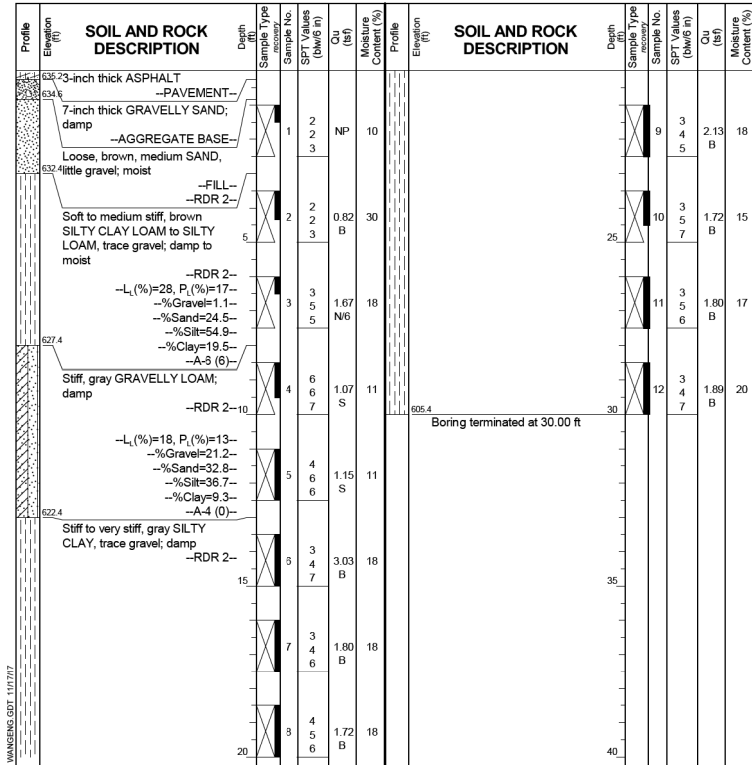 Profile
Elevation (ft)
SOIL AND ROCK DESCRIPTION
Depth (ft)
Sample Type recovery
Sample No.
SPT Values (blw/6 in)
Qu (tsf)
Moisture Content (%)
635.2 3-inch thick ASPHALT
--PAVEMENT--
634.6
7-inch thick GRAVELLY SAND;
damp
--AGGREGATE BASE--
1
2
2
3
NP
10
Loose, brown, medium SAND,
632.4 little gravel; moist
--FILL--
--RDR 2--
Soft to medium stiff, brown
SILTY CLAY LOAM to SILTY
LOAM, trace gravel; damp to
moist
5
2
2
2
3
0.82
B
30
--RDR 2--
--LL(%)=28, PL(%)=17--
--%Gravel=1.1--
--%Sand=24.5--
--%Silt=54.9--
--%Clay=19.5--
--A-6 (6)--
3
3
5
5
1.67
N/6
18
627.4
Stiff, gray GRAVELLY LOAM;
damp
--RDR 2--
10
4
6
6
7
1.07
S
11
--LL(%)=18, PL(%)=13--
--%Gravel=21.2--
--%Sand=32.8--
--%Silt=36.7--
--%Clay=9.3--
--A-4 (0)--
5
4
6
6
1.15
S
11
622.4
Stiff to very stiff, gray SILTY
CLAY, trace gravel; damp
--RDR 2--
15
6
3
4
7
3.03
B
18
7
3
4
6
1.80
B
18
20
8
4
5
6
1.72
B
18
WANGENG.GDT 11/17/17
Profile
Elevation (ft)
SOIL AND ROCK DESCRIPTION
Depth (ft)
Sample Type recovery
Sample No.
SPT Values (blw/6 in)
Qu (tsf)
Moisture Content (%)
9
3
4
5
2.13
B
18
25
10
3
5
7
1.72
B
15
11
3
5
6
1.80
B
17
605.4
30
12
3
4
7
1.89
B
20
Boring terminated at 30.00 ft
35
40